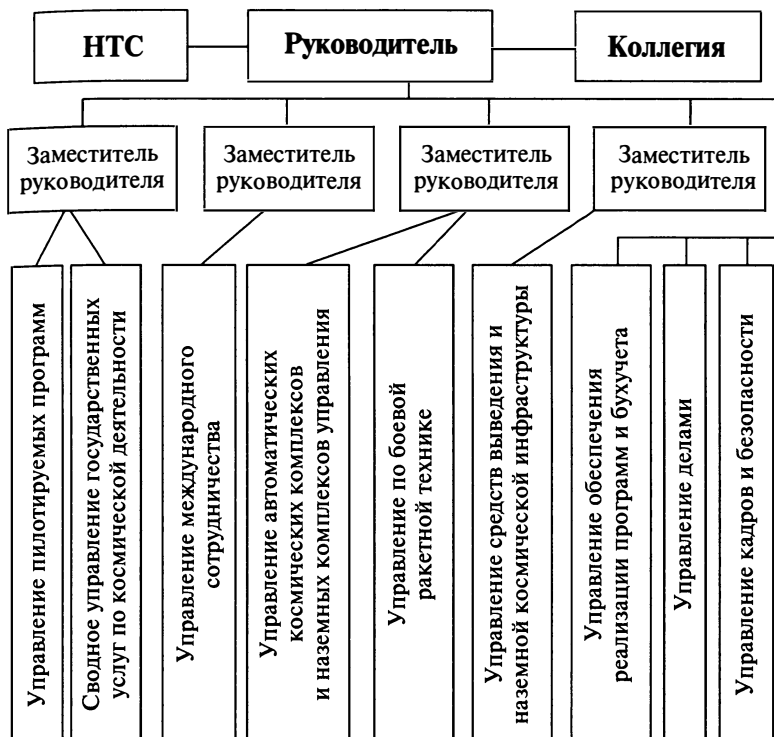 НТС
Руководитель
Коллегия
Заместитель
руководителя
Заместитель
руководителя
Заместитель
руководителя
Заместитель
руководителя
Управление пилотируемых программ
Сводное управление государственных
услуг по космической деятельности
Управление международного
сотрудничества
Управление автоматических
космических комплексов
и наземных комплексов управления
Управление по боевой
ракетной технике
Управление средств выведения и
наземной космической инфраструктуры
Управление обеспечения
реализации программ и бухучета
Управление делами
Управление кадров и безопасности